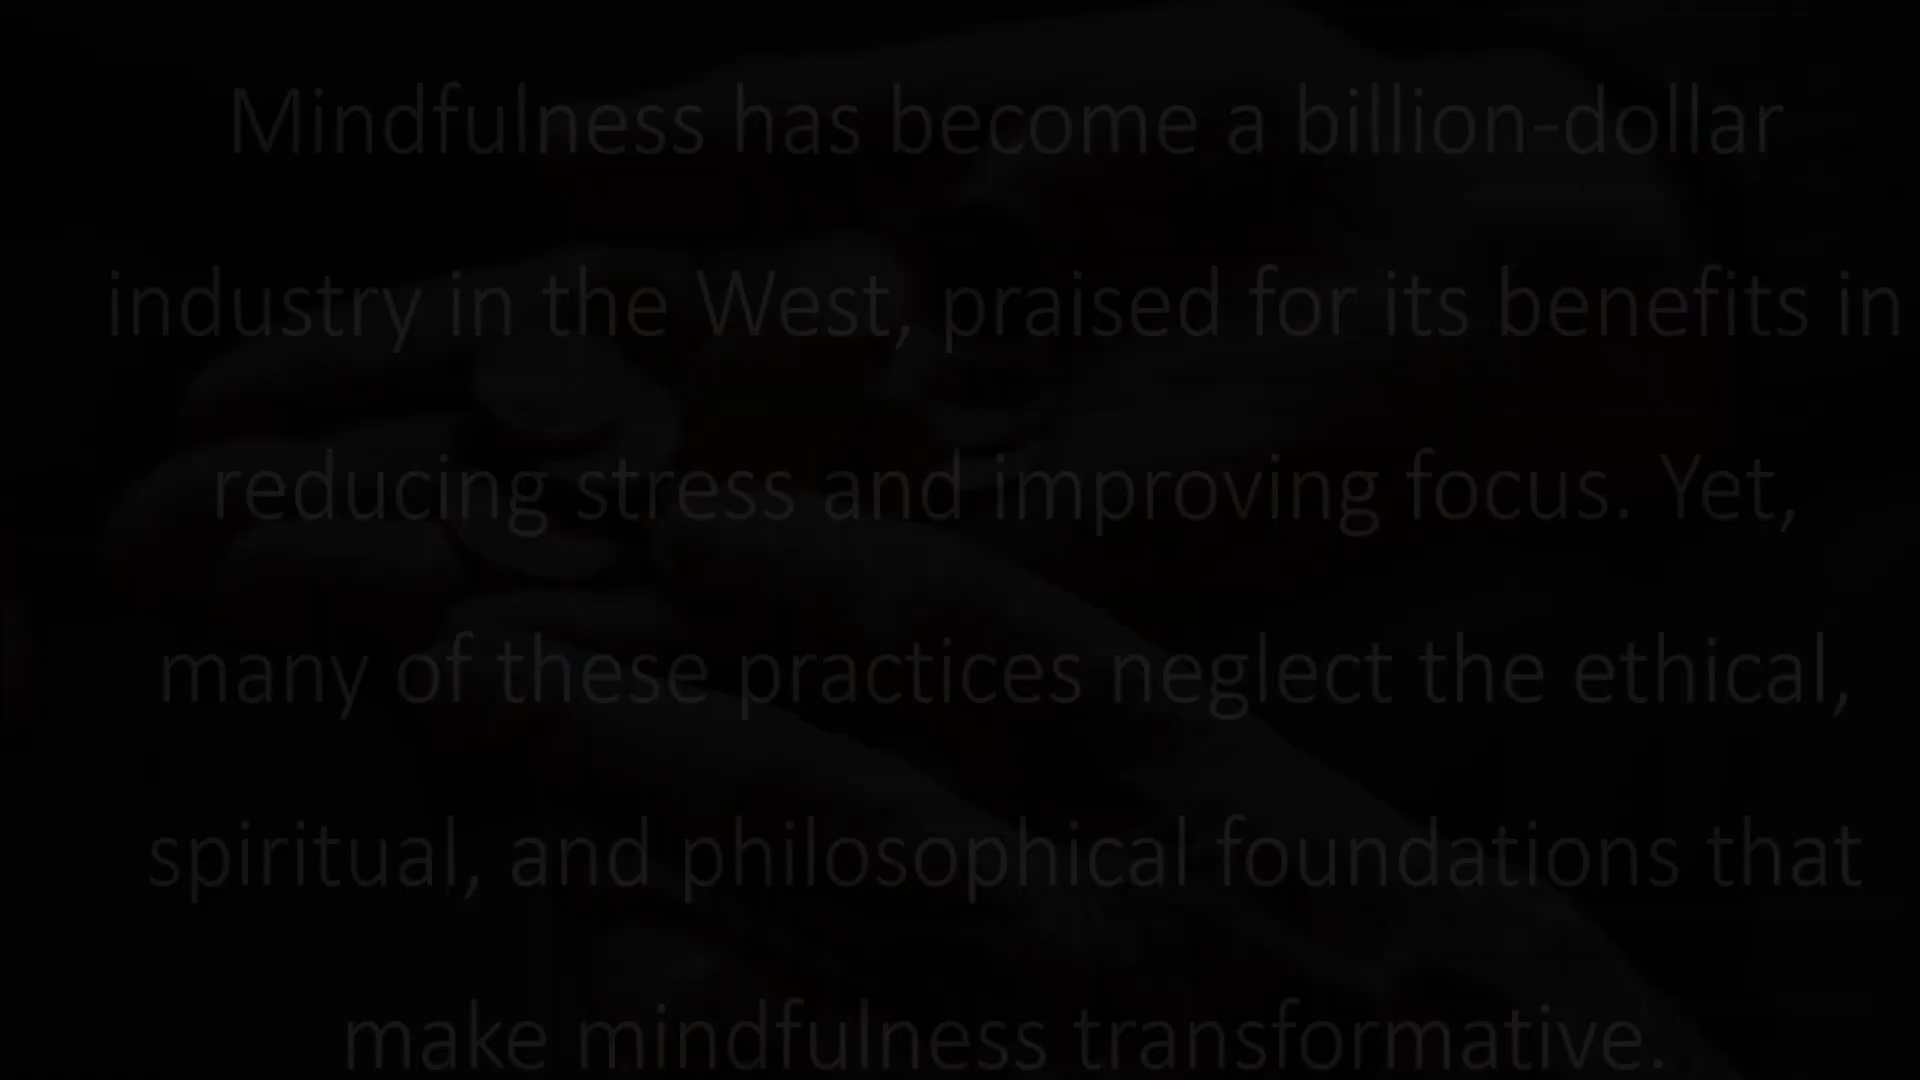 Mindfulness has become a billion-dollar
industry in the West, praised for its benefits in
reducing stress and improving focus. Yet,
many of these practices neglect the ethical,
spiritual, and philosophical foundations that
make mindfulness transformative.